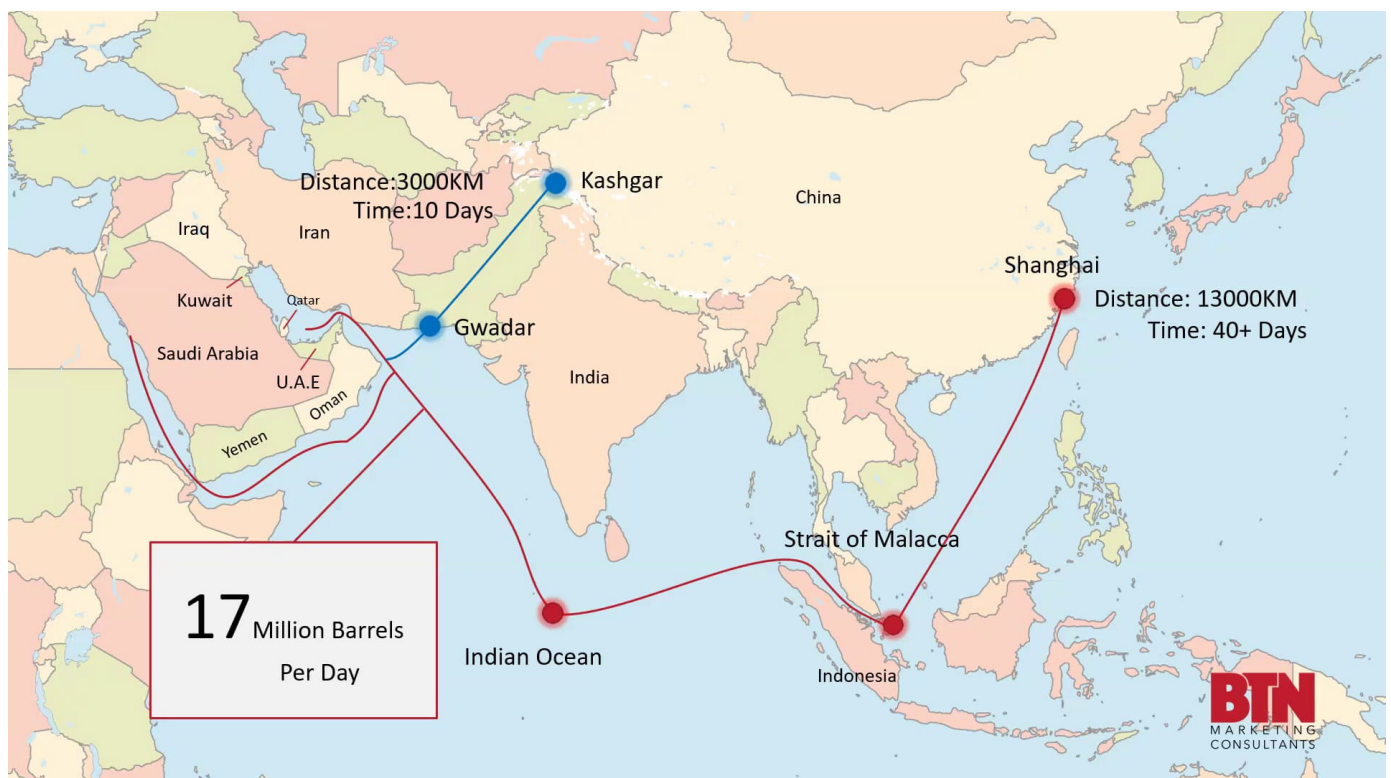 Distance:3000KM
Time:10 Days
Kashgar
China
Iraq
Iran
Shanghai
Kuwait
Qatar
Distance: 13000KM
Time: 40+ Days
Gwadar
Saudi Arabia
U.A.E
India
Oman
Yemen
Strait of Malacca
17 Million Barrels
Per Day
Indian Ocean
Indonesia
BTN
MARKETING
CONSULTANTS